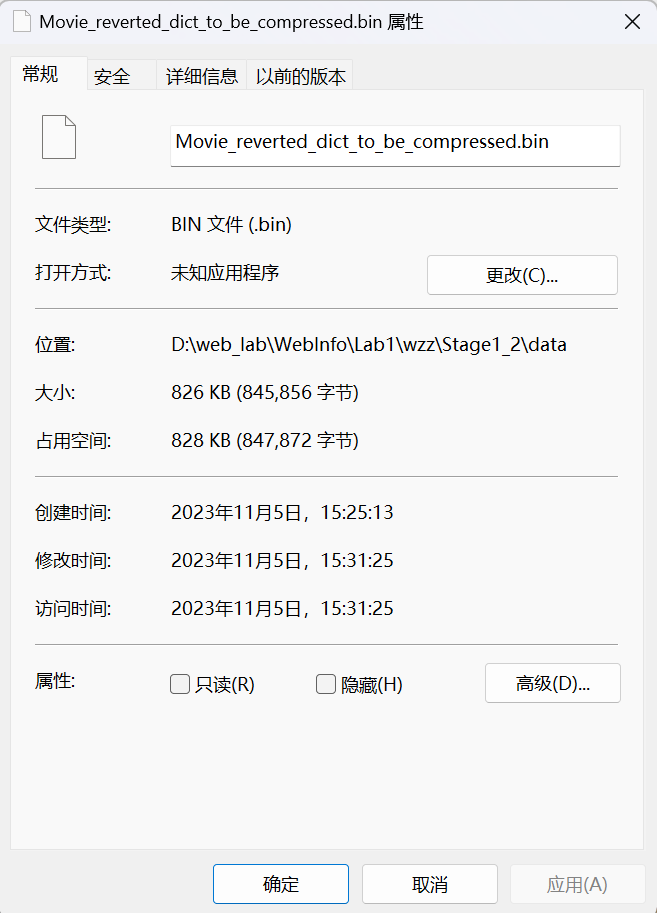 Movie_reverted_dict_to_be_compressed.bin 属性
常规 安全 详细信息 以前的版本
Movie_reverted_dict_to_be_compressed.bin
文件类型: BIN 文件 (.bin)
打开方式: 未知应用程序 更改(C)...
位置: D:\web_lab\WebInfo\Lab1\wzz\Stage1_2\data
大小: 826 KB (845,856 字节)
占用空间: 828 KB (847,872 字节)
创建时间: 2023年11月5日，15:25:13
修改时间: 2023年11月5日，15:31:25
访问时间: 2023年11月5日，15:31:25
属性: 只读(R) 隐藏(H) 高级(D)...
确定 取消 应用(A)